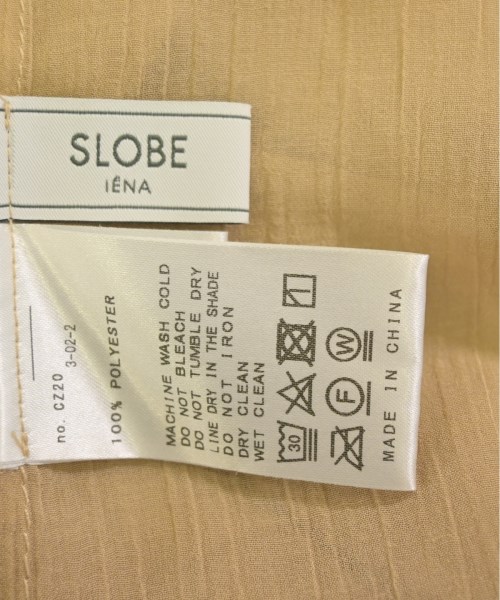 SLOBE
IÉNA
no. CZ20
3-02-2
100% POLYESTER
MACHINE WASH COLD
DO NOT BLEACH
DO NOT TUMBLE DRY
LINE DRY IN THE SHADE
DO NOT IRON
DRY CLEAN
WET CLEAN
30
F
W
MADE IN CHINA